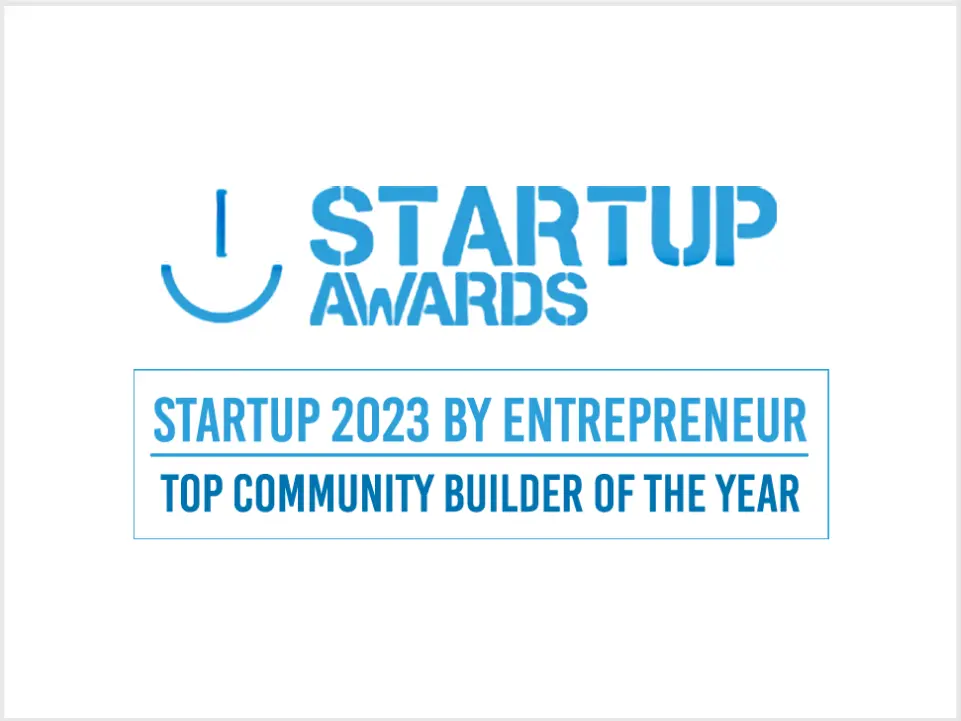 STARTUP
AWARDS
STARTUP 2023 BY ENTREPRENEUR
TOP COMMUNITY BUILDER OF THE YEAR